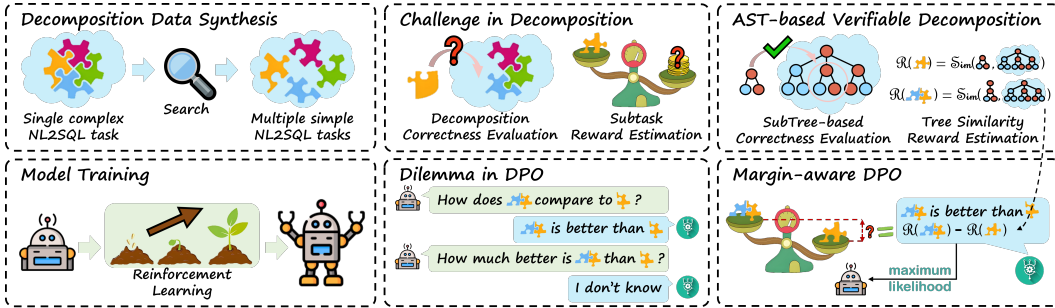 Decomposition Data Synthesis
Single complex
NL2SQL task
Search
Multiple simple
NL2SQL tasks
Challenge in Decomposition
?
?
Decomposition
Correctness Evaluation
Subtask
Reward Estimation
AST-based Verifiable Decomposition
R( ) = Sim( , )
R( ) = Sim( , )
SubTree-based
Correctness Evaluation
Tree Similarity
Reward Estimation
Model Training
Reinforcement
Learning
Dilemma in DPO
How does compare to ?
is better than
How much better is than ?
I don't know
Margin-aware DPO
?
=
is better than
R( ) - R( )
maximum
likelihood